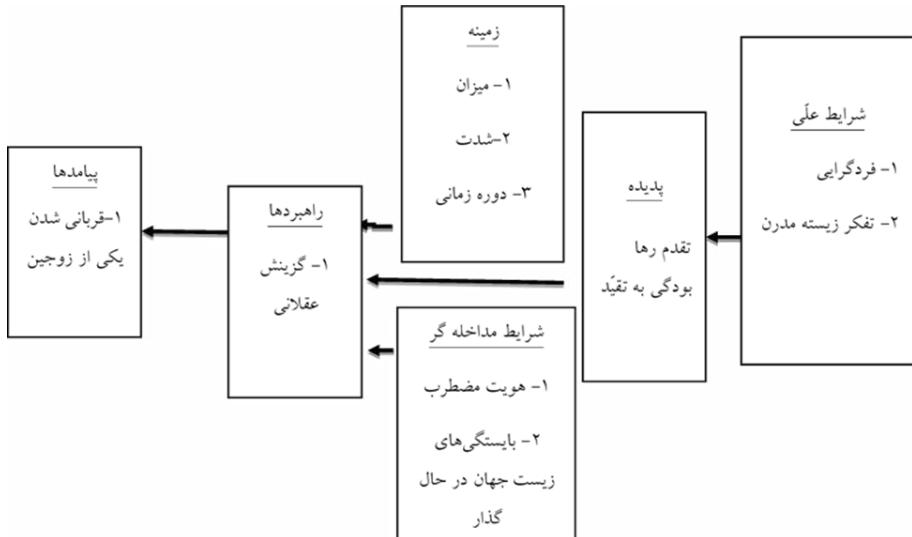 شرایط علّی
۱- فردگرایی
۲- تفکر زیسته مدرن
پدیده
تقدم رها
بودگی به تقیّد
زمینه
۱- میزان
۲-شدت
۳- دوره زمانی
شرایط مداخله گر
۱- هویت مضطرب
۲- بایستگی‌های
زیست جهان در حال
گذار
راهبردها
۱- گزینش
عقلانی
پیامدها
۱-قربانی شدن
یکی از زوجین